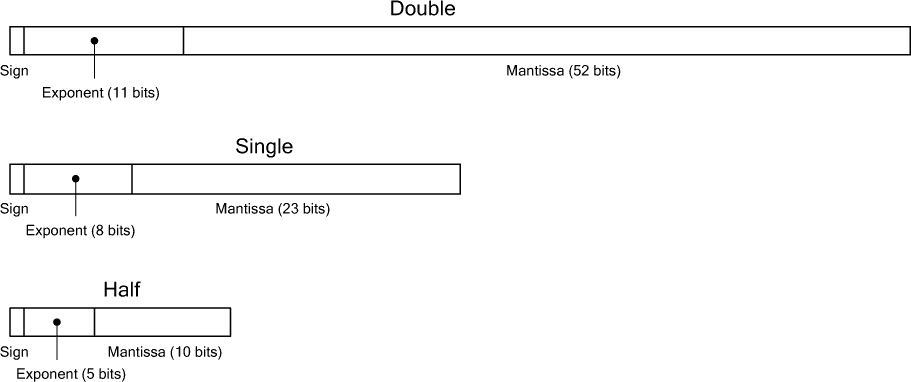 Double
Sign
Mantissa (52 bits)
Exponent (11 bits)
Single
Sign
Mantissa (23 bits)
Exponent (8 bits)
Half
Sign
Mantissa (10 bits)
Exponent (5 bits)